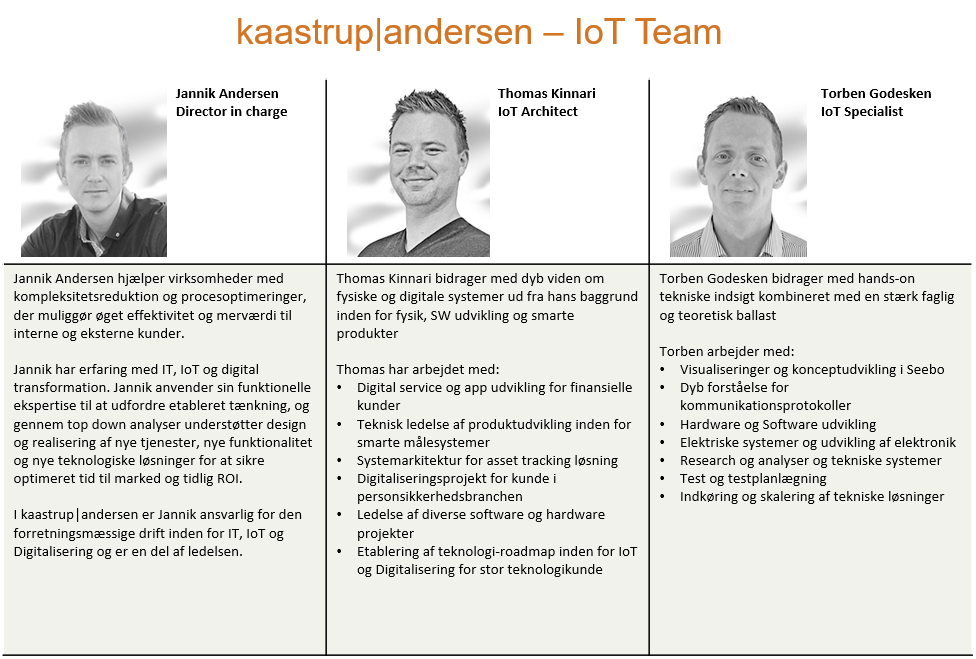 kaastrup|andersen – IoT Team
Jannik Andersen
Director in charge
Jannik Andersen hjælper virksomheder med
kompleksitetsreduktion og procesoptimeringer,
der muliggør øget effektivitet og merværdi til
interne og eksterne kunder.
Jannik har erfaring med IT, IoT og digital
transformation. Jannik anvender sin funktionelle
ekspertise til at udfordre etableret tænkning, og
gennem top down analyser understøtter design
og realisering af nye tjenester, nye funktionalitet
og nye teknologiske løsninger for at sikre
optimeret tid til marked og tidlig ROI.
I kaastrup|andersen er Jannik ansvarlig for den
forretningsmæssige drift inden for IT, IoT og
Digitalisering og er en del af ledelsen.
Thomas Kinnari
IoT Architect
Thomas Kinnari bidrager med dyb viden om
fysiske og digitale systemer ud fra hans baggrund
inden for fysik, SW udvikling og smarte
produkter
Thomas har arbejdet med:
• Digital service og app udvikling for finansielle
kunder
• Teknisk ledelse af produktudvikling inden for
smarte målesystemer
• Systemarkitektur for asset tracking løsning
• Digitaliseringsprojekt for kunde i
personsikkerhedsbranchen
• Ledelse af diverse software og hardware
projekter
• Etablering af teknologi-roadmap inden for IoT
og Digitalisering for stor teknologikunde
Torben Godesken
IoT Specialist
Torben Godesken bidrager med hands-on
tekniske indsigt kombineret med en stærk faglig
og teoretisk ballast
Torben arbejder med:
• Visualiseringer og konceptudvikling i Seebo
• Dyb forståelse for
kommunikationsprotokoller
• Hardware og Software udvikling
• Elektriske systemer og udvikling af elektronik
• Research og analyser og tekniske systemer
• Test og testplanlægning
• Indkøring og skalering af tekniske løsninger